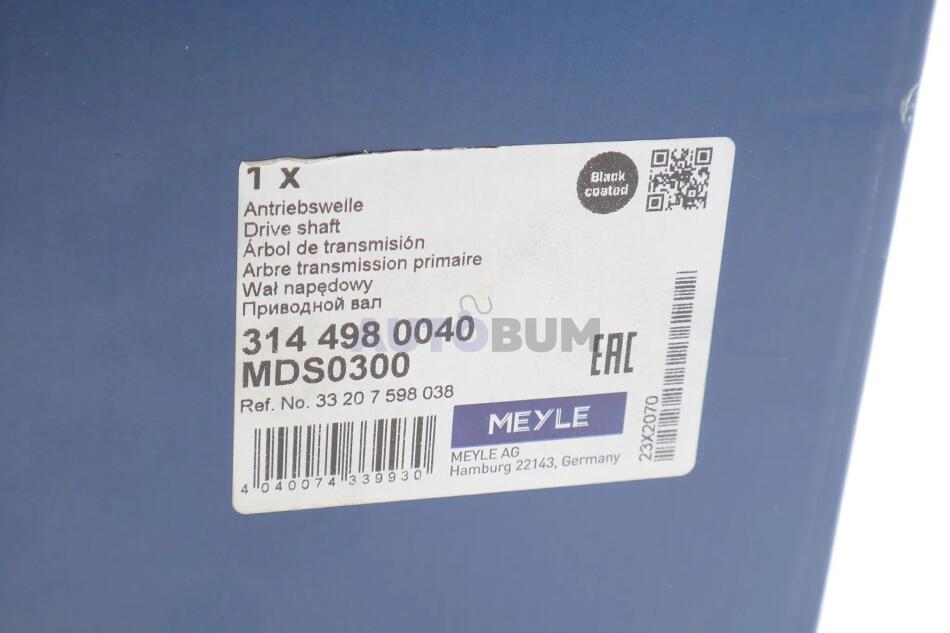 1 x
Black
coated
Antriebswelle
Drive shaft
Árbol de transmisión
Arbre transmission primaire
Wał napędowy
Приводной вал
314 498 0040
MDS0300
AUTOBUM
EAC
Ref. No. 33 20 7 598 038
MEYLE
MEYLE AG
Hamburg 22143, Germany
4 040074 339930
23X2070